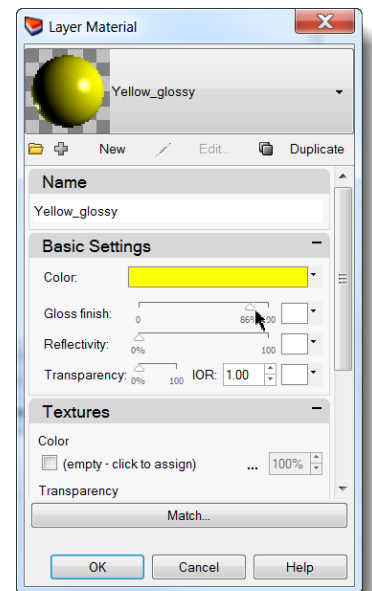 Layer Material
X
Yellow_glossy
New Edit... Duplicate
Name
Yellow_glossy
Basic Settings
Color:
Gloss finish: 0 86%
Reflectivity: 0% 100
Transparency: 0% 100 IOR: 1.00
Textures
Color
(empty - click to assign) ... 100%
Transparency
Match...
OK Cancel Help